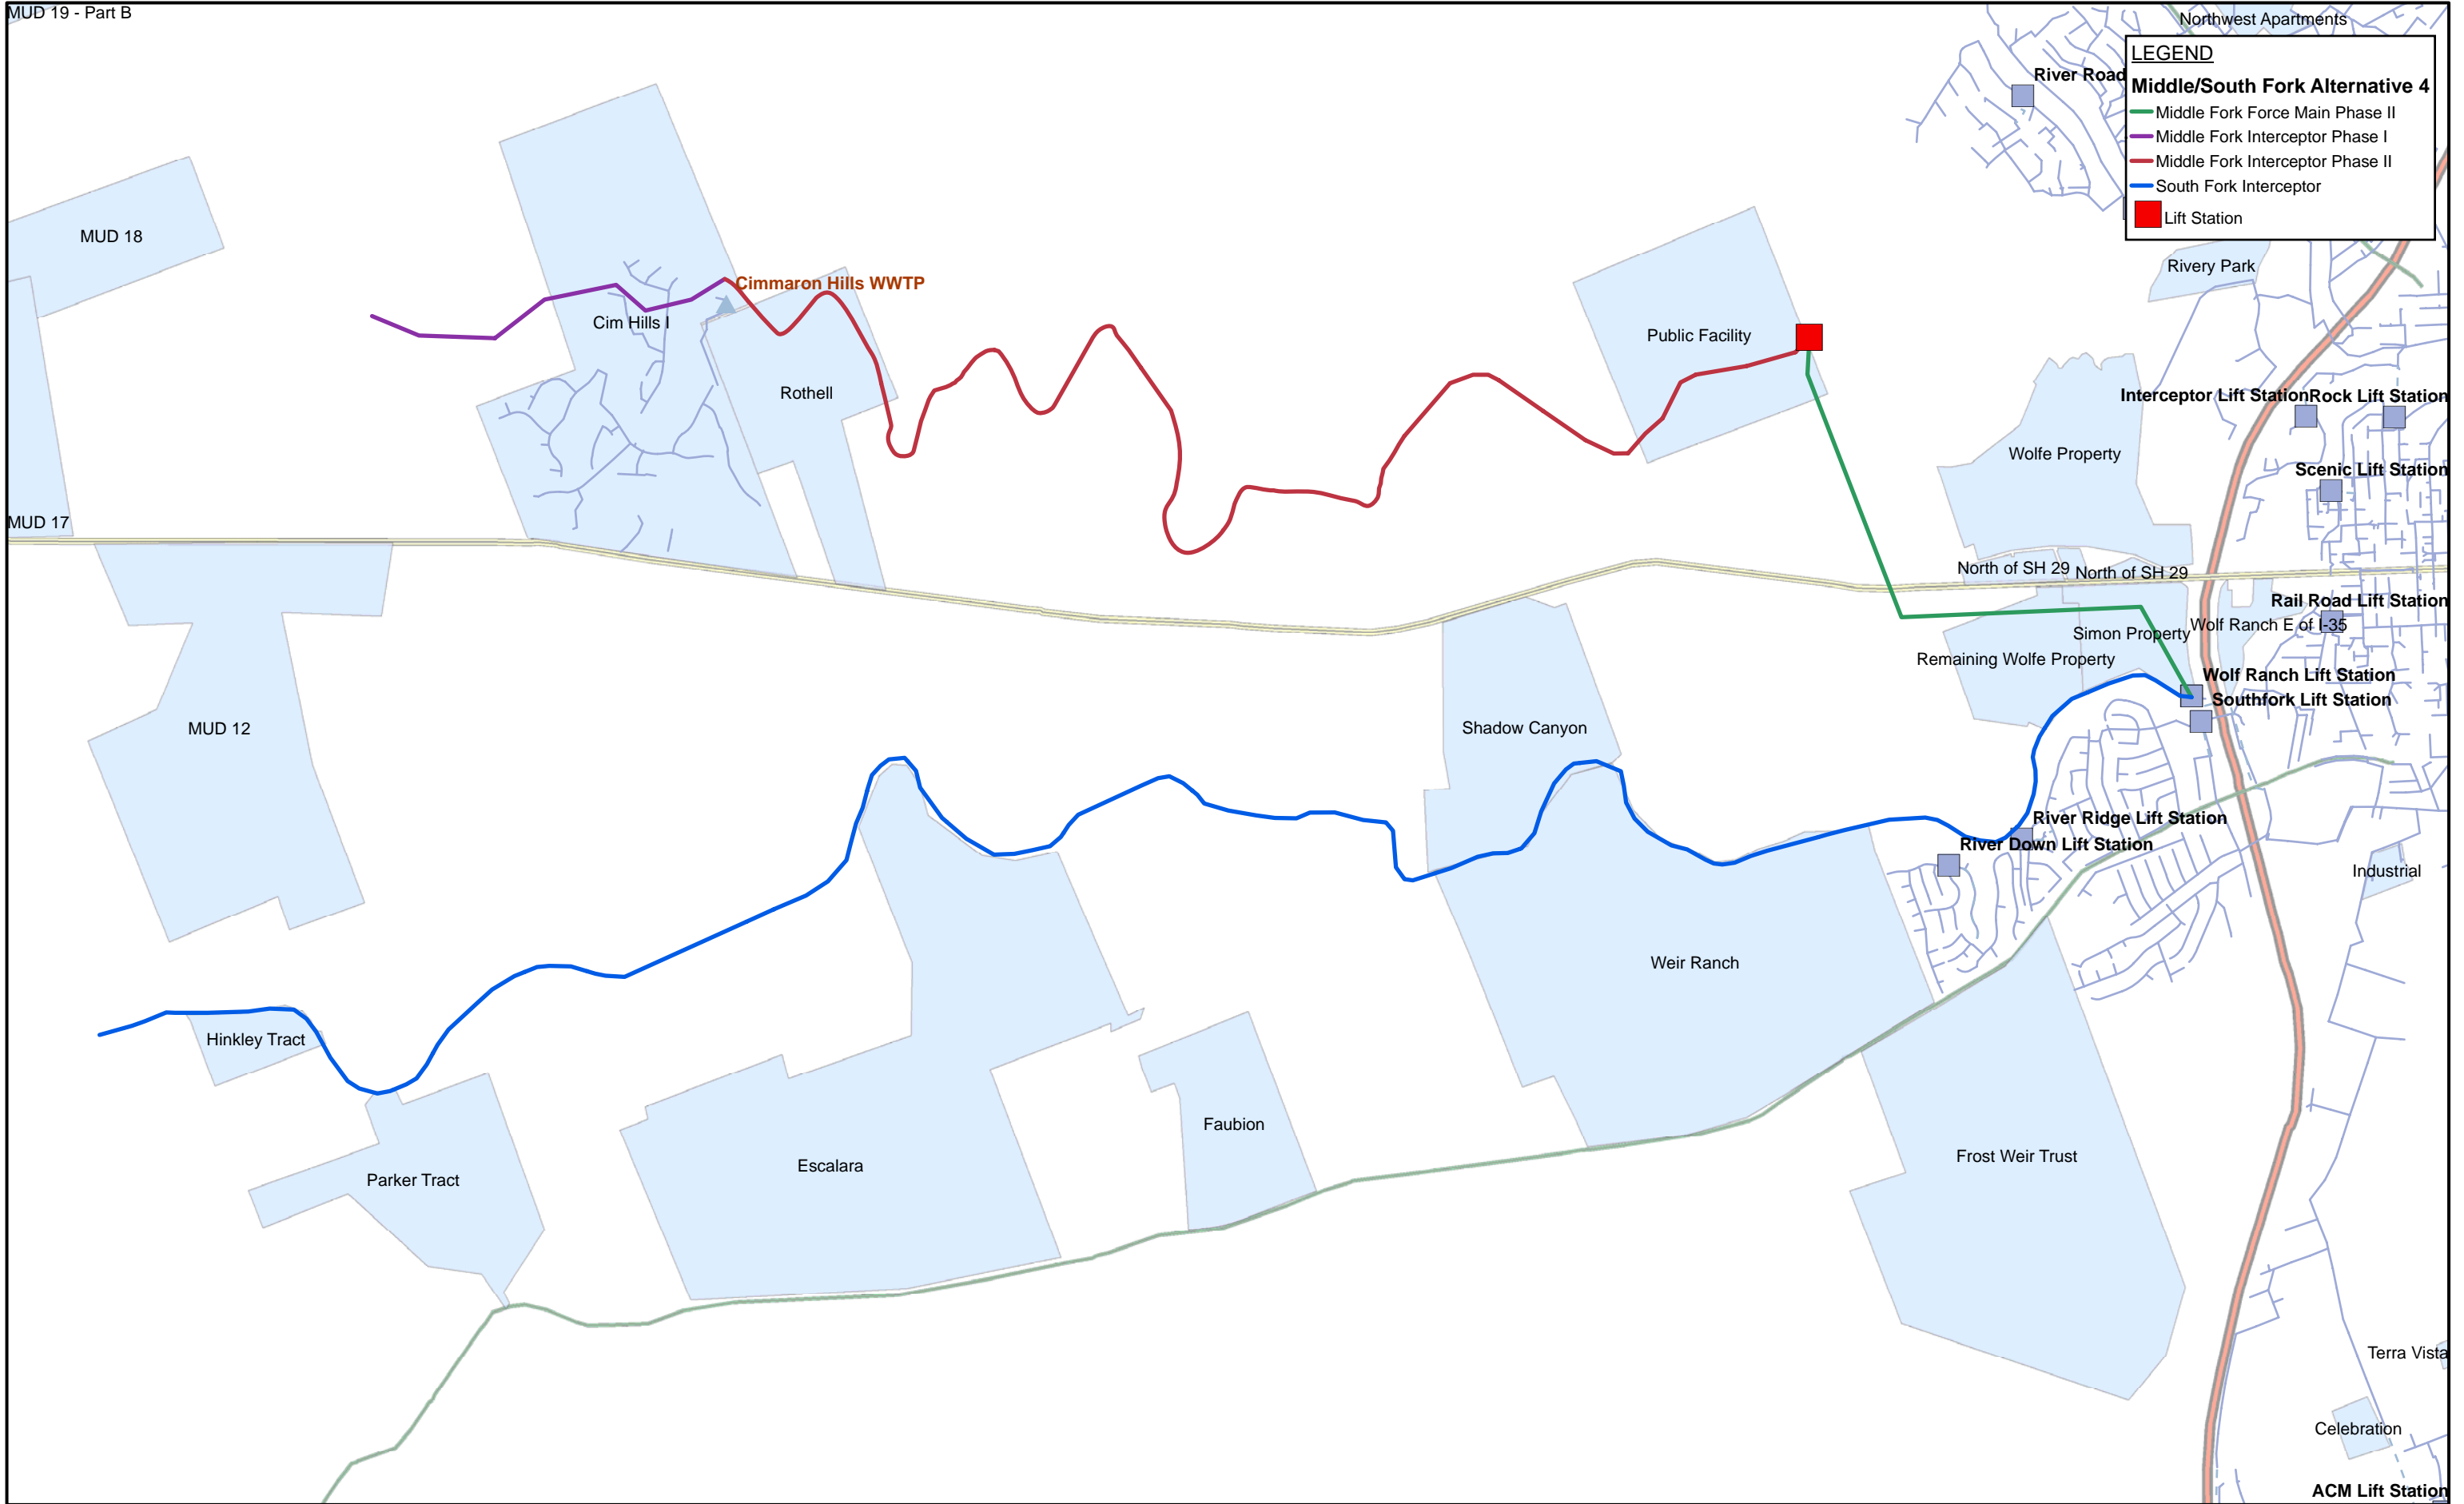 MUD 19 - Part B
Northwest Apartments
LEGEND
Middle/South Fork Alternative 4
Middle Fork Force Main Phase II
Middle Fork Interceptor Phase I
Middle Fork Interceptor Phase II
South Fork Interceptor
Lift Station
River Road
MUD 18
Rivery Park
Cimmaron Hills WWTP
Cim Hills I
Public Facility
Rothell
Interceptor Lift Station
Rock Lift Station
Wolfe Property
Scenic Lift Station
MUD 17
North of SH 29
North of SH 29
Rail Road Lift Station
Wolf Ranch E of I-35
Simon Property
Remaining Wolfe Property
Wolf Ranch Lift Station
Southfork Lift Station
MUD 12
Shadow Canyon
River Ridge Lift Station
River Down Lift Station
Industrial
Weir Ranch
Hinkley Tract
Faubion
Frost Weir Trust
Escalara
Parker Tract
Terra Vista
Celebration
ACM Lift Station